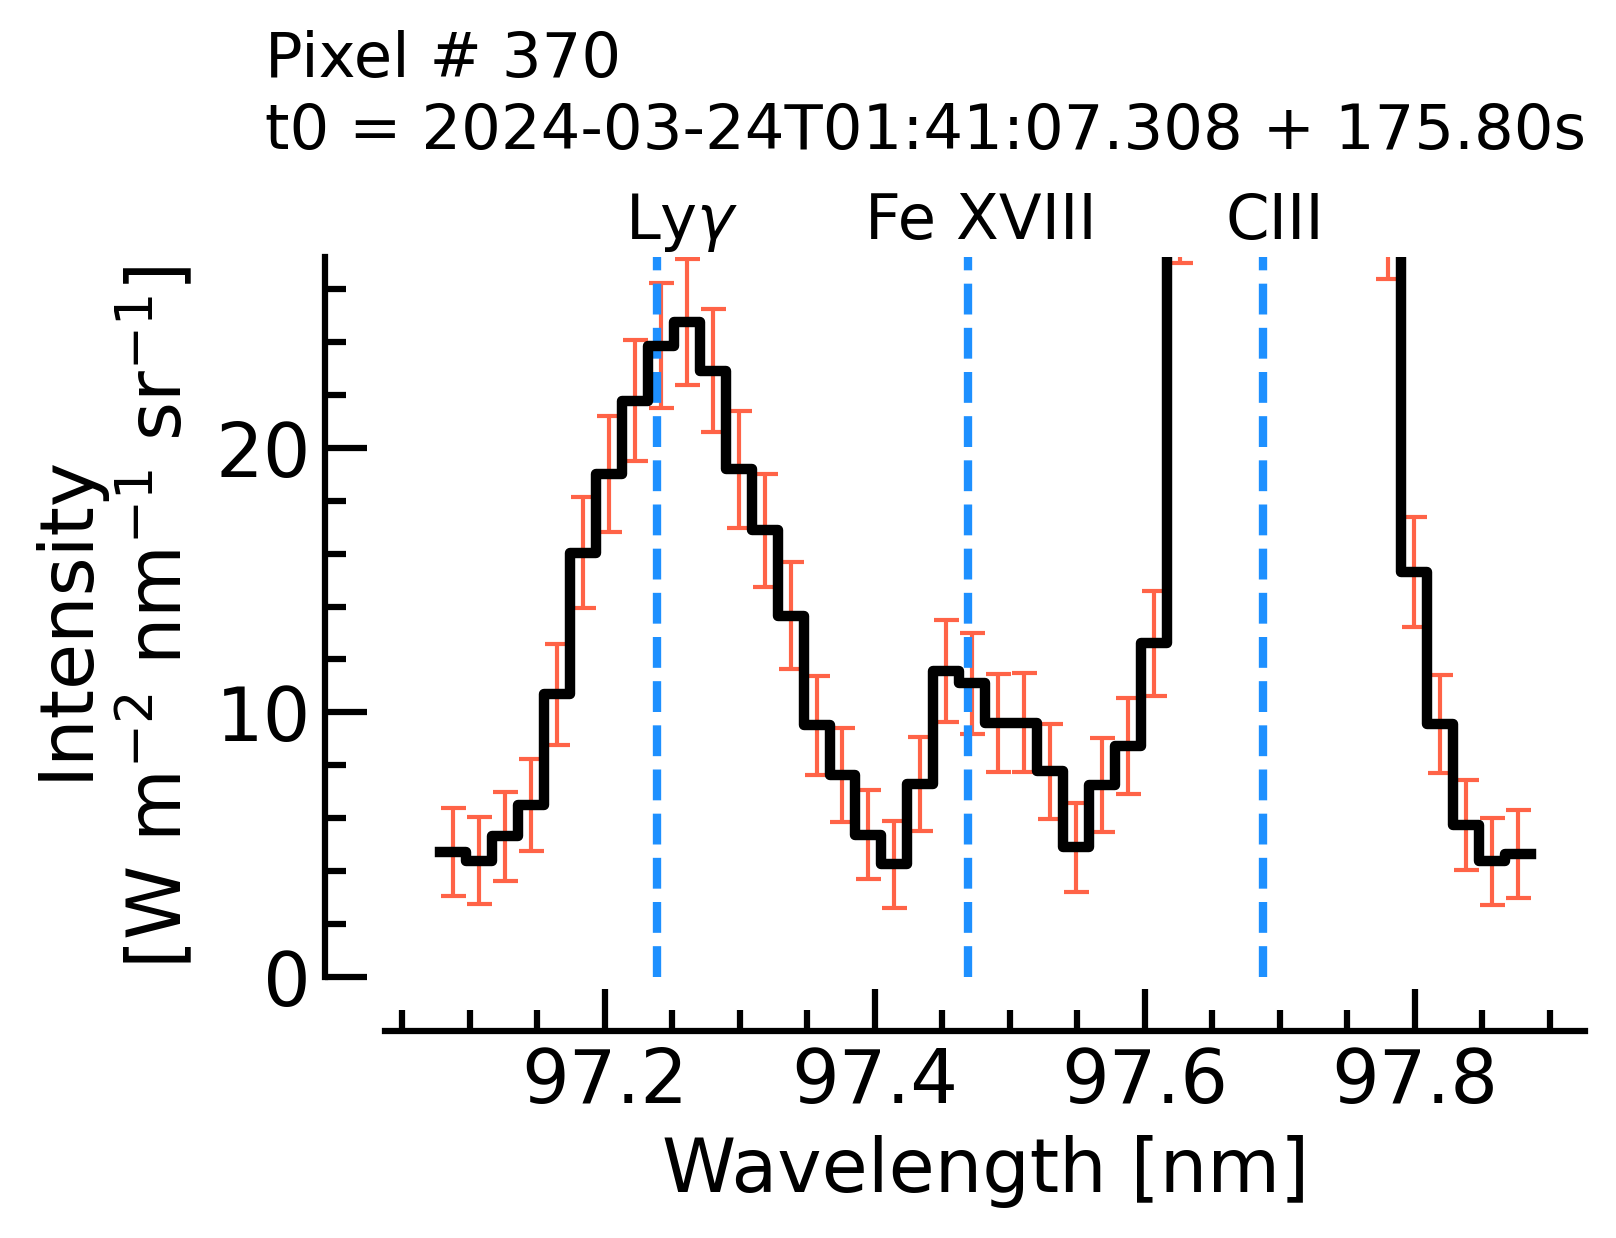 Pixel # 370
t0 = 2024-03-24T01:41:07.308 + 175.80s
Lyγ Fe XVIII CIII
Intensity
[W m⁻² nm⁻¹ sr⁻¹]
20
10
0
97.2 97.4 97.6 97.8
Wavelength [nm]